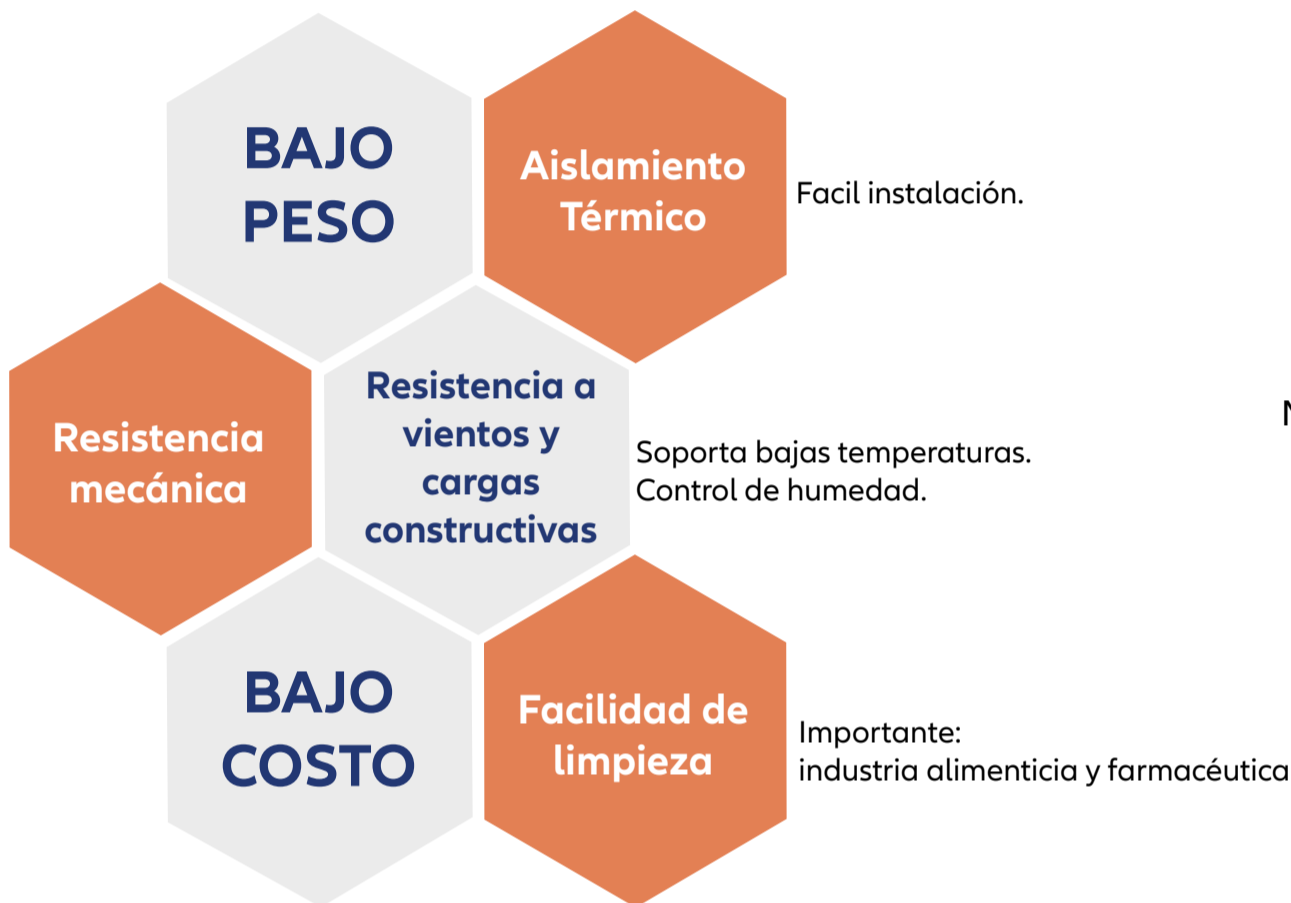 BAJO
PESO
Aislamiento
Térmico
Facil instalación.
Resistencia
mecánica
Resistencia a
vientos y
cargas
constructivas
Soporta bajas temperaturas.
Control de humedad.
BAJO
COSTO
Facilidad de
limpieza
Importante:
industria alimenticia y farmacéutica